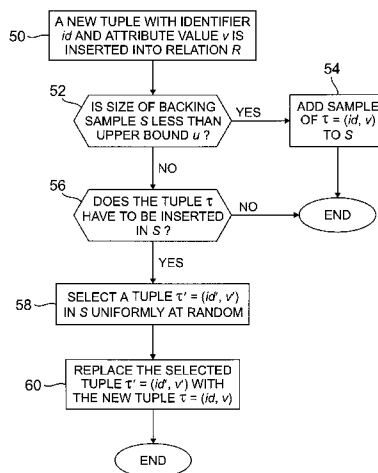 50
A NEW TUPLE WITH IDENTIFIER
id AND ATTRIBUTE VALUE v IS
INSERTED INTO RELATION R
52
IS SIZE OF BACKING
SAMPLE S LESS THAN
UPPER BOUND u ?
YES
54
ADD SAMPLE
OF τ = (id, v)
TO S
NO
56
DOES THE TUPLE τ
HAVE TO BE INSERTED
IN S ?
NO
END
YES
58
SELECT A TUPLE τ' = (id', v')
IN S UNIFORMLY AT RANDOM
60
REPLACE THE SELECTED
TUPLE τ' = (id', v') WITH
THE NEW TUPLE τ = (id, v)
END